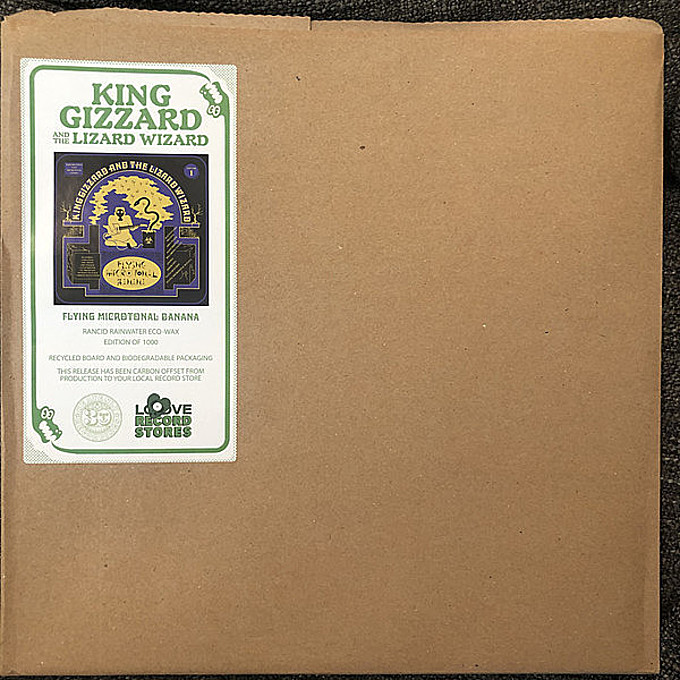 KING
GIZZARD
AND THE LIZARD WIZARD
KING GIZZARD AND THE LIZARD WIZARD
FLYING
MICROTONAL
BANANA
FLYING MICROTONAL BANANA
RANCID RAINWATER ECO-WAX
EDITION OF 1000
RECYCLED BOARD AND BIODEGRADABLE PACKAGING
THIS RELEASE HAS BEEN CARBON OFFSET FROM
PRODUCTION TO YOUR LOCAL RECORD STORE
LOVE
RECORD
STORES